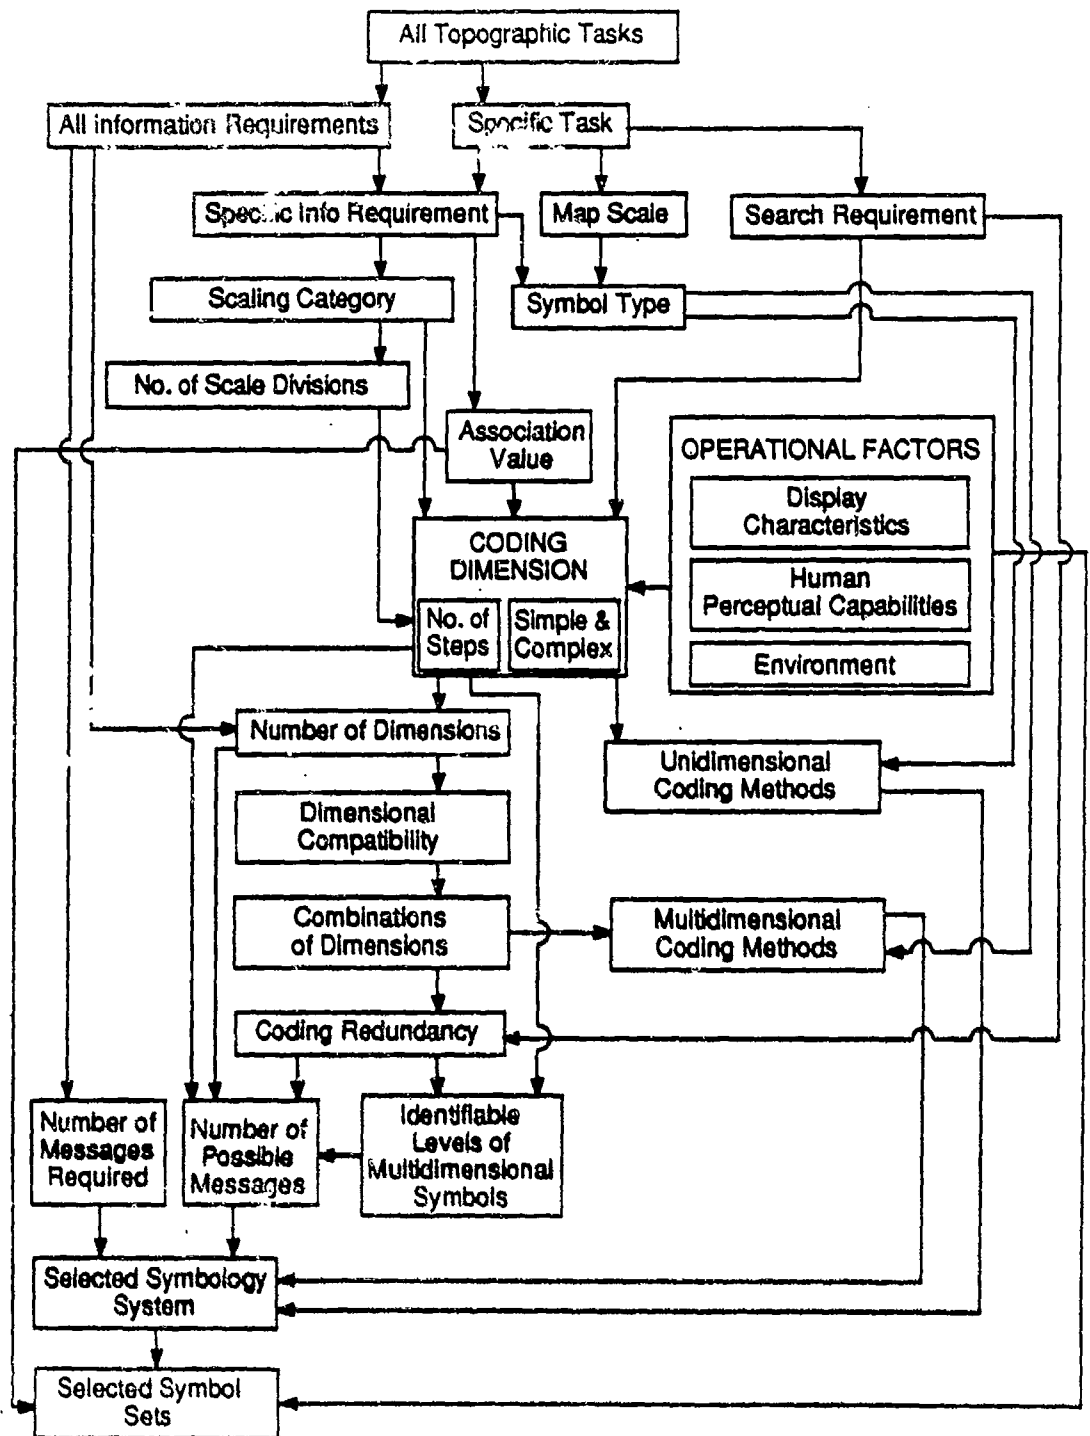 All Topographic Tasks
All information Requirements
Specific Task
Specific Info Requirement
Map Scale
Search Requirement
Scaling Category
Symbol Type
No. of Scale Divisions
Association
Value
OPERATIONAL FACTORS
Display
Characteristics
Human
Perceptual Capabilities
Environment
CODING
DIMENSION
No. of
Steps
Simple &
Complex
Number of Dimensions
Unidimensional
Coding Methods
Dimensional
Compatibility
Combinations
of Dimensions
Multidimensional
Coding Methods
Coding Redundancy
Number of
Messages
Required
Number of
Possible
Messages
Identifiable
Levels of
Multidimensional
Symbols
Selected Symbology
System
Selected Symbol
Sets